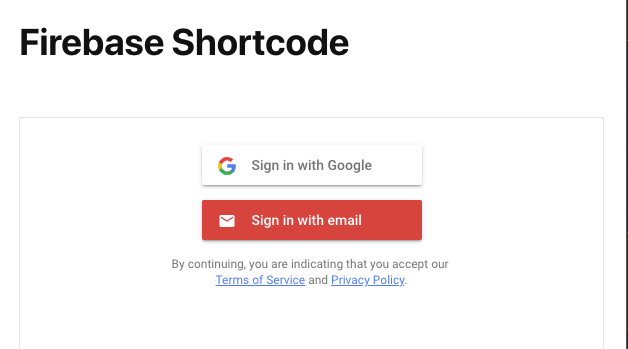 Firebase Shortcode
Sign in with Google
Sign in with email
By continuing, you are indicating that you accept our
Terms of Service and Privacy Policy.